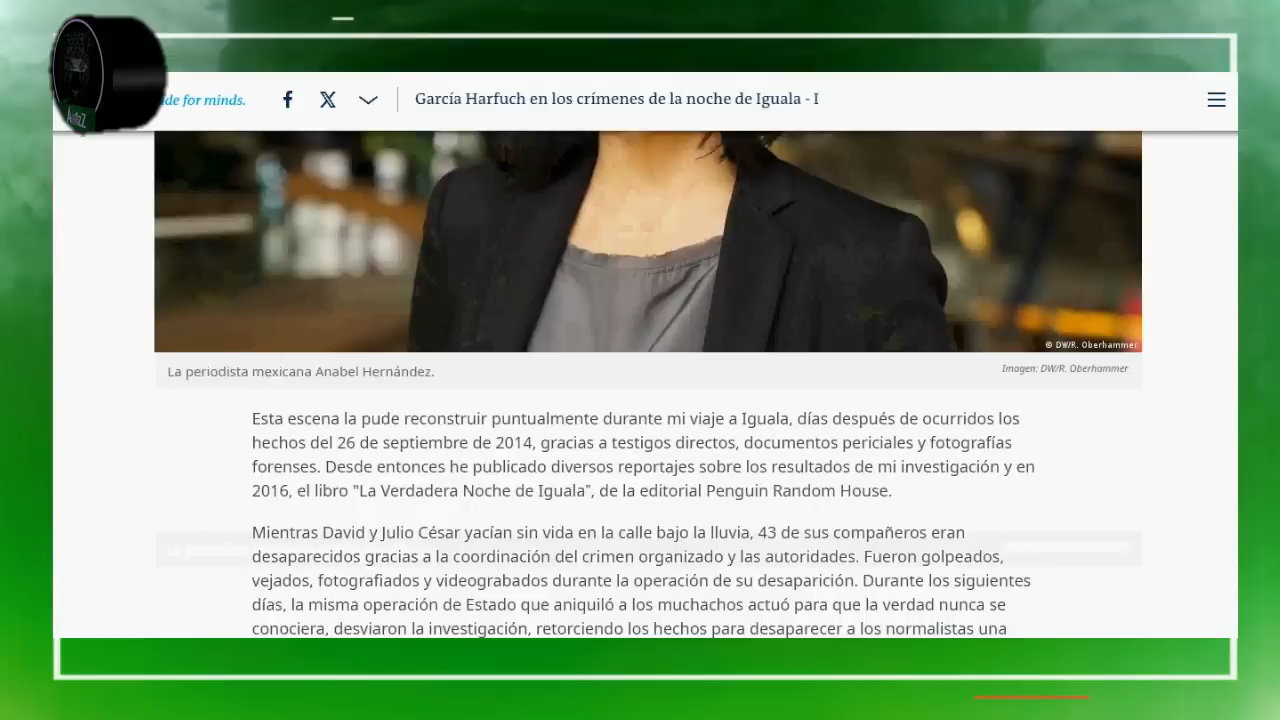 de for minds.
García Harfuch en los crímenes de la noche de Iguala - I
© DW/R. Oberhammer
La periodista mexicana Anabel Hernández.
Imagen: DW/R. Oberhammer
Esta escena la pude reconstruir puntualmente durante mi viaje a Iguala, días después de ocurridos los
hechos del 26 de septiembre de 2014, gracias a testigos directos, documentos periciales y fotografías
forenses. Desde entonces he publicado diversos reportajes sobre los resultados de mi investigación y en
2016, el libro "La Verdadera Noche de Iguala", de la editorial Penguin Random House.
Mientras David y Julio César yacían sin vida en la calle bajo la lluvia, 43 de sus compañeros eran
desaparecidos gracias a la coordinación del crimen organizado y las autoridades. Fueron golpeados,
vejados, fotografiados y videograbados durante la operación de su desaparición. Durante los siguientes
días, la misma operación de Estado que aniquiló a los muchachos actuó para que la verdad nunca se
conociera, desviaron la investigación, retorciendo los hechos para desaparecer a los normalistas una